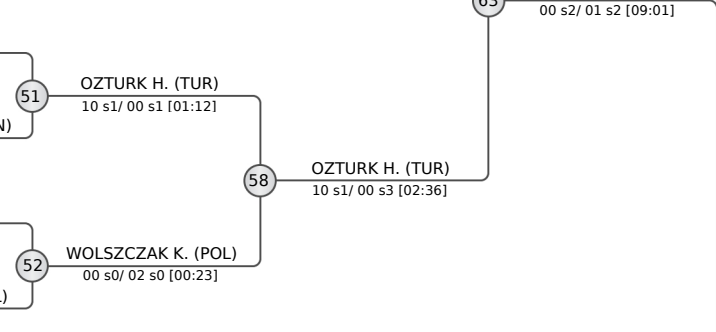 63
00 s2/ 01 s2 [09:01]
OZTURK H. (TUR)
51
10 s1/ 00 s1 [01:12]
N)
OZTURK H. (TUR)
58
10 s1/ 00 s3 [02:36]
WOLSZCZAK K. (POL)
52
00 s0/ 02 s0 [00:23]